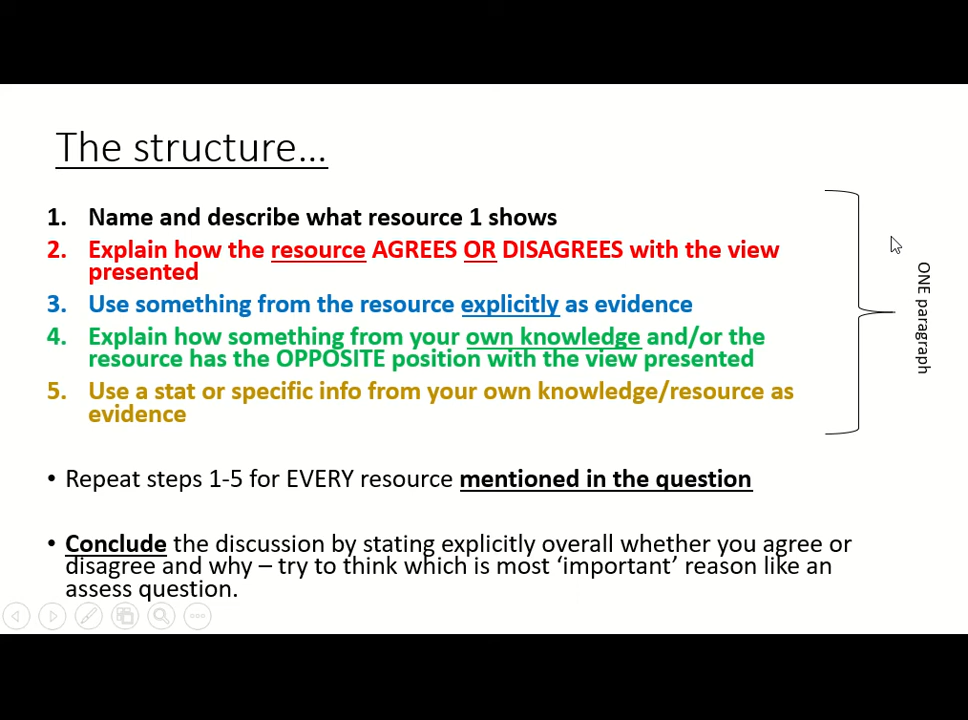 The structure...
1. Name and describe what resource 1 shows
2. Explain how the resource AGREES OR DISAGREES with the view
presented
3. Use something from the resource explicitly as evidence
4. Explain how something from your own knowledge and/or the
resource has the OPPOSITE position with the view presented
5. Use a stat or specific info from your own knowledge/resource as
evidence
ONE paragraph
• Repeat steps 1-5 for EVERY resource mentioned in the question
• Conclude the discussion by stating explicitly overall whether you agree or
disagree and why – try to think which is most ‘important’ reason like an
assess question.